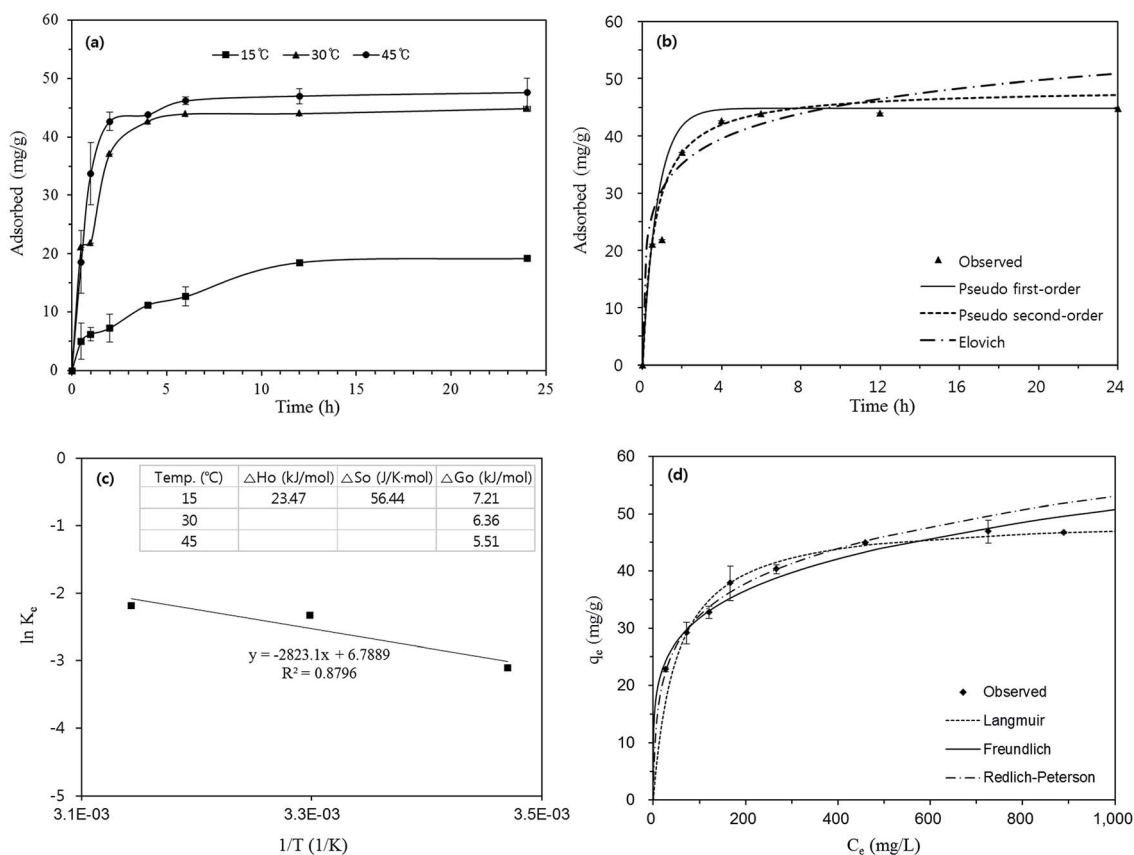 (a)
15℃ 30℃ 45℃
Adsorbed (mg/g)
60
50
40
30
20
10
0
0 5 10 15 20 25
Time (h)
(b)
Adsorbed (mg/g)
60
50
40
30
20
10
0
Observed
Pseudo first-order
Pseudo second-order
Elovich
0 4 8 12 16 20 24
Time (h)
(c)
Temp. (℃) △Ho (kJ/mol) △So (J/K·mol) △Go (kJ/mol)
15 23.47 56.44 7.21
30 6.36
45 5.51
ln Ke
0
-1
-2
-3
-4
-5
y = -2823.1x + 6.7889
R² = 0.8796
3.1E-03 3.3E-03 3.5E-03
1/T (1/K)
(d)
qe (mg/g)
60
50
40
30
20
10
0
Observed
Langmuir
Freundlich
Redlich-Peterson
0 200 400 600 800 1,000
Ce (mg/L)